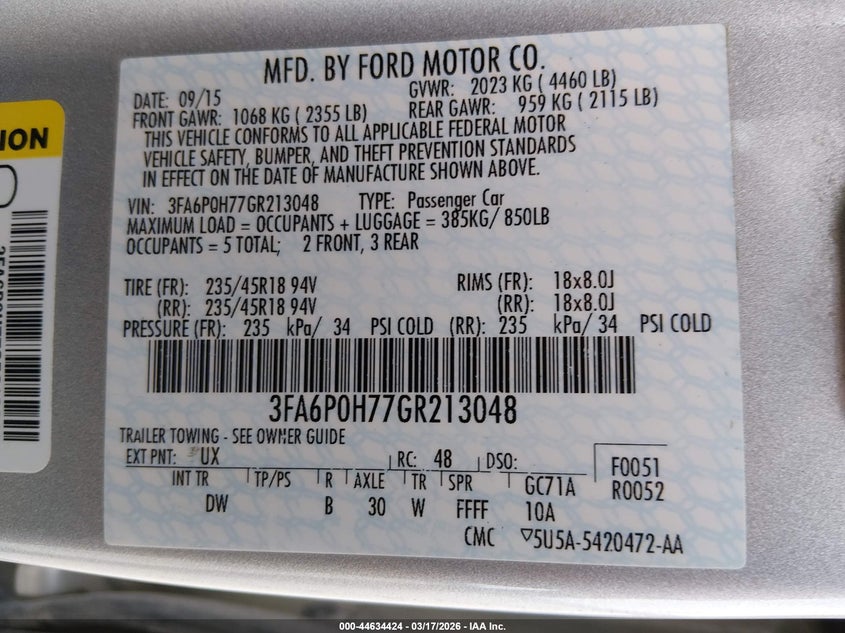 MFD. BY FORD MOTOR CO.
DATE: 09/15 GVWR: 2023 KG ( 4460 LB)
FRONT GAWR: 1068 KG ( 2355 LB) REAR GAWR: 959 KG ( 2115 LB)
THIS VEHICLE CONFORMS TO ALL APPLICABLE FEDERAL MOTOR
VEHICLE SAFETY, BUMPER, AND THEFT PREVENTION STANDARDS
IN EFFECT ON THE DATE OF MANUFACTURE SHOWN ABOVE.
VIN: 3FA6P0H77GR213048 TYPE: Passenger Car
MAXIMUM LOAD = OCCUPANTS + LUGGAGE = 385KG/ 850LB
OCCUPANTS = 5 TOTAL; 2 FRONT, 3 REAR
TIRE (FR): 235/45R18 94V RIMS (FR): 18x8.0J
(RR): 235/45R18 94V (RR): 18x8.0J
PRESSURE (FR): 235 kPa/ 34 PSI COLD (RR): 235 kPa/ 34 PSI COLD
3FA6P0H77GR213048
TRAILER TOWING - SEE OWNER GUIDE
EXT PNT: UX RC: 48 DSO: F0051
INT TR TP/PS R AXLE TR SPR GC71A R0052
DW B 30 W FFFF 10A
CMC ▽5U5A-5420472-AA
ION
000-44634424 - 03/17/2026 - IAA Inc.